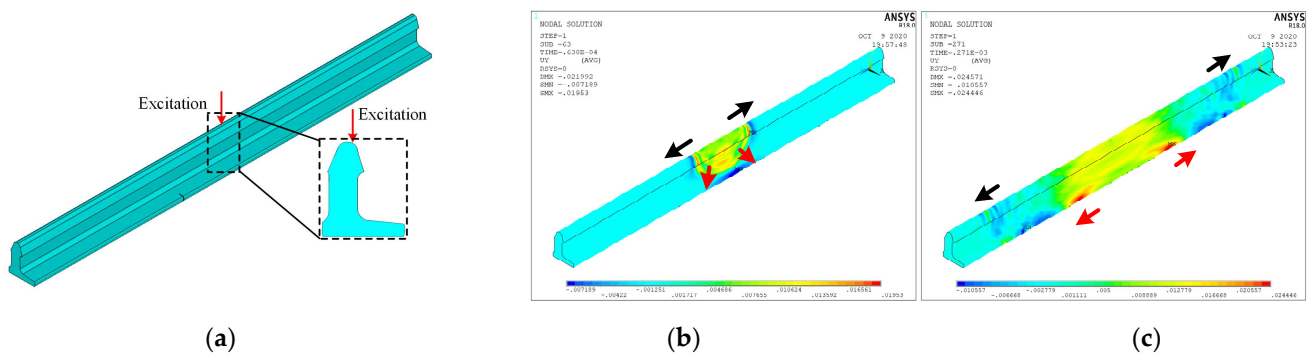 Excitation
Excitation
(a)
1
NODAL SOLUTION
STEP=1
SUB =63
TIME=.630E-04
UY (AVG)
RSYS=0
DMX =.021992
SMN =-.007189
SMX =.01953
ANSYS
R18.0
OCT 9 2020
19:57:48
-.007189
-.00422
-.001251
.001717
.004686
.007655
.010624
.013592
.016561
.01953
(b)
1
NODAL SOLUTION
STEP=1
SUB =271
TIME=.271E-03
UY (AVG)
RSYS=0
DMX =.024571
SMN =-.010557
SMX =.024446
ANSYS
R18.0
OCT 9 2020
19:53:23
-.010557
-.006668
-.002779
.001111
.005
.008889
.012779
.016668
.020557
.024446
(c)